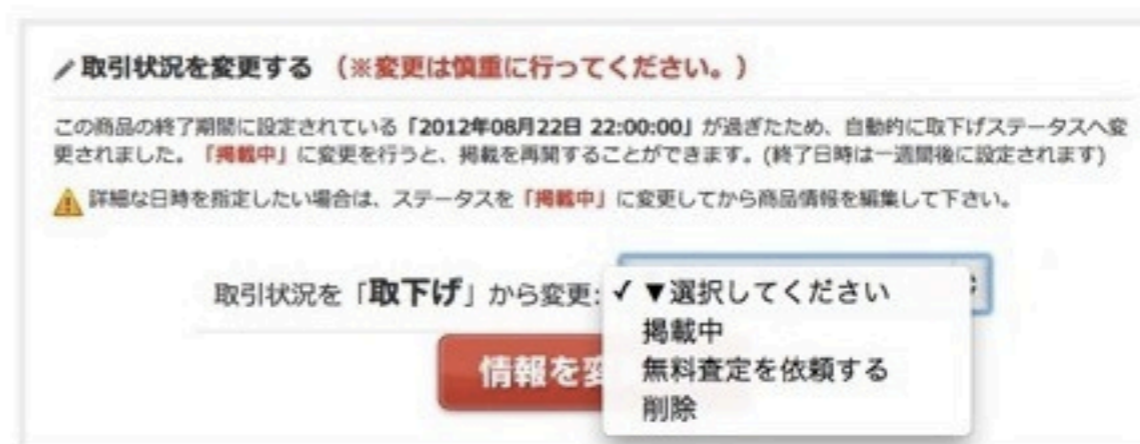 取引状況を変更する （※変更は慎重に行ってください。）
この商品の終了期間に設定されている「2012年08月22日 22:00:00」が過ぎたため、自動的に取下げステータスへ変
更されました。「掲載中」に変更を行うと、掲載を再開することができます。(終了日時は一週間後に設定されます)
詳細な日時を指定したい場合は、ステータスを「掲載中」に変更してから商品情報を編集して下さい。
取引状況を「取下げ」から変更: ✓ ▼選択してください
掲載中
無料査定を依頼する
削除
情報を変